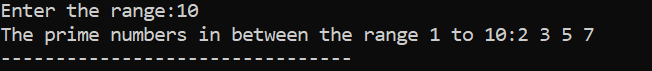 Enter the range:10
The prime numbers in between the range 1 to 10:2 3 5 7
--------------------------------